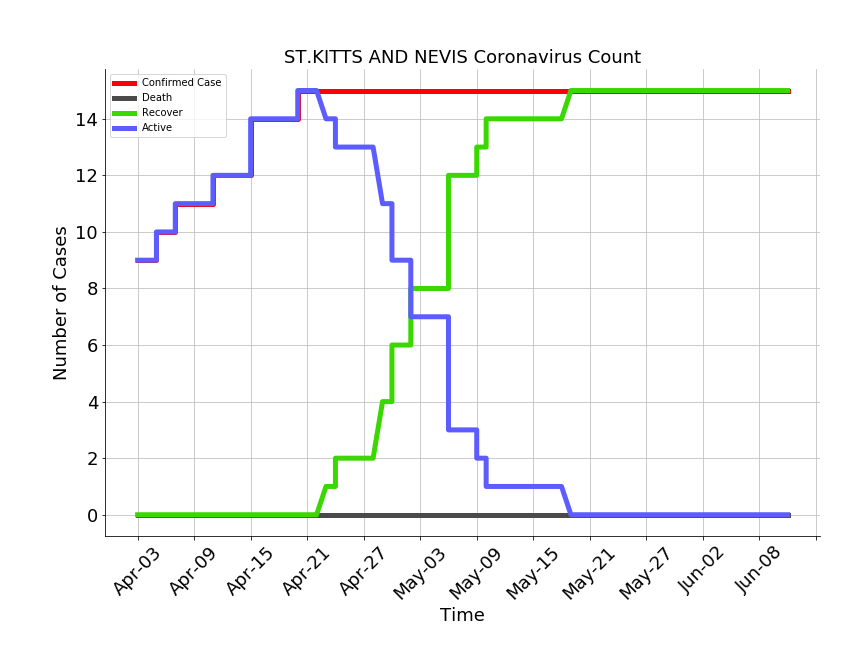 ST.KITTS AND NEVIS Coronavirus Count
Confirmed Case
Death
Recover
Active
Number of Cases
14
12
10
8
6
4
2
0
Apr-03
Apr-09
Apr-15
Apr-21
Apr-27
May-03
May-09
May-15
May-21
May-27
Jun-02
Jun-08
Time